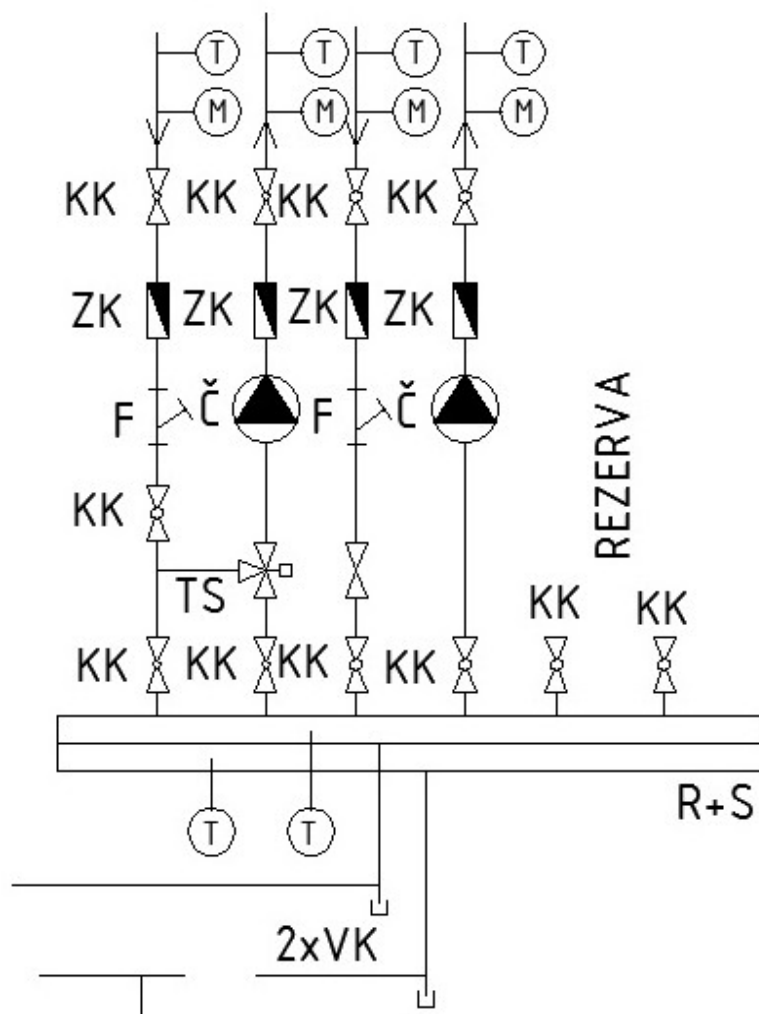 T T T T
M M M M
KK KK KK KK
ZK ZK ZK ZK
F Č F Č
REZERVA
KK
TS
KK KK
KK KK KK KK
R+S
T T
2xVK